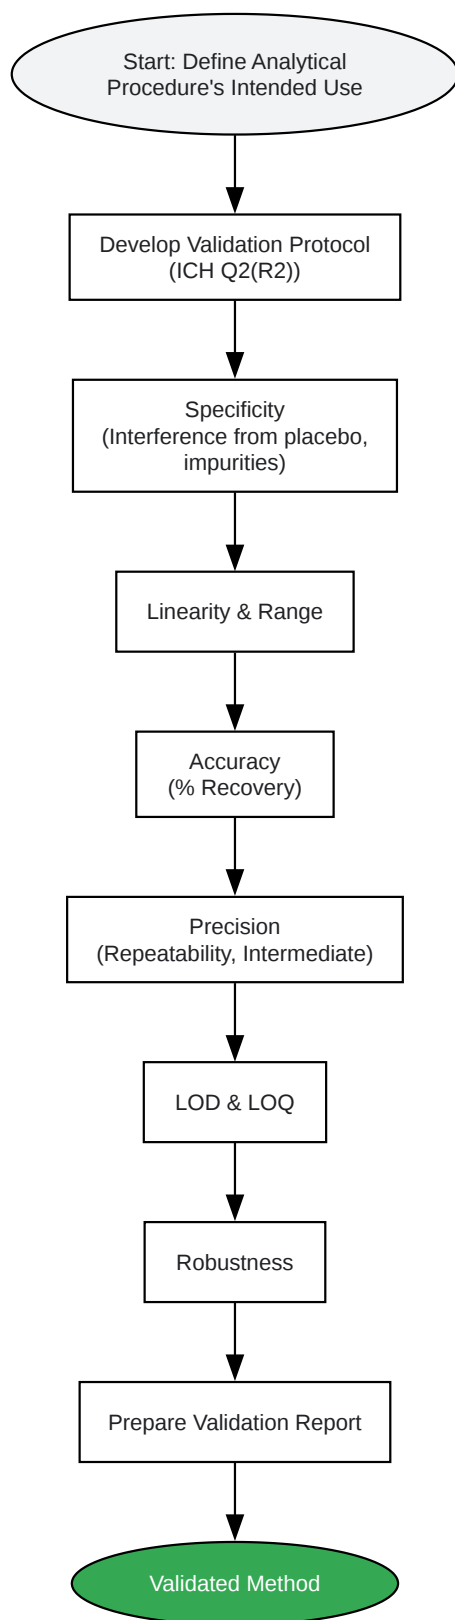 Start: Define Analytical
Procedure's Intended Use
Develop Validation Protocol
(ICH Q2(R2))
Specificity
(Interference from placebo,
impurities)
Linearity & Range
Accuracy
(% Recovery)
Precision
(Repeatability, Intermediate)
LOD & LOQ
Robustness
Prepare Validation Report
Validated Method